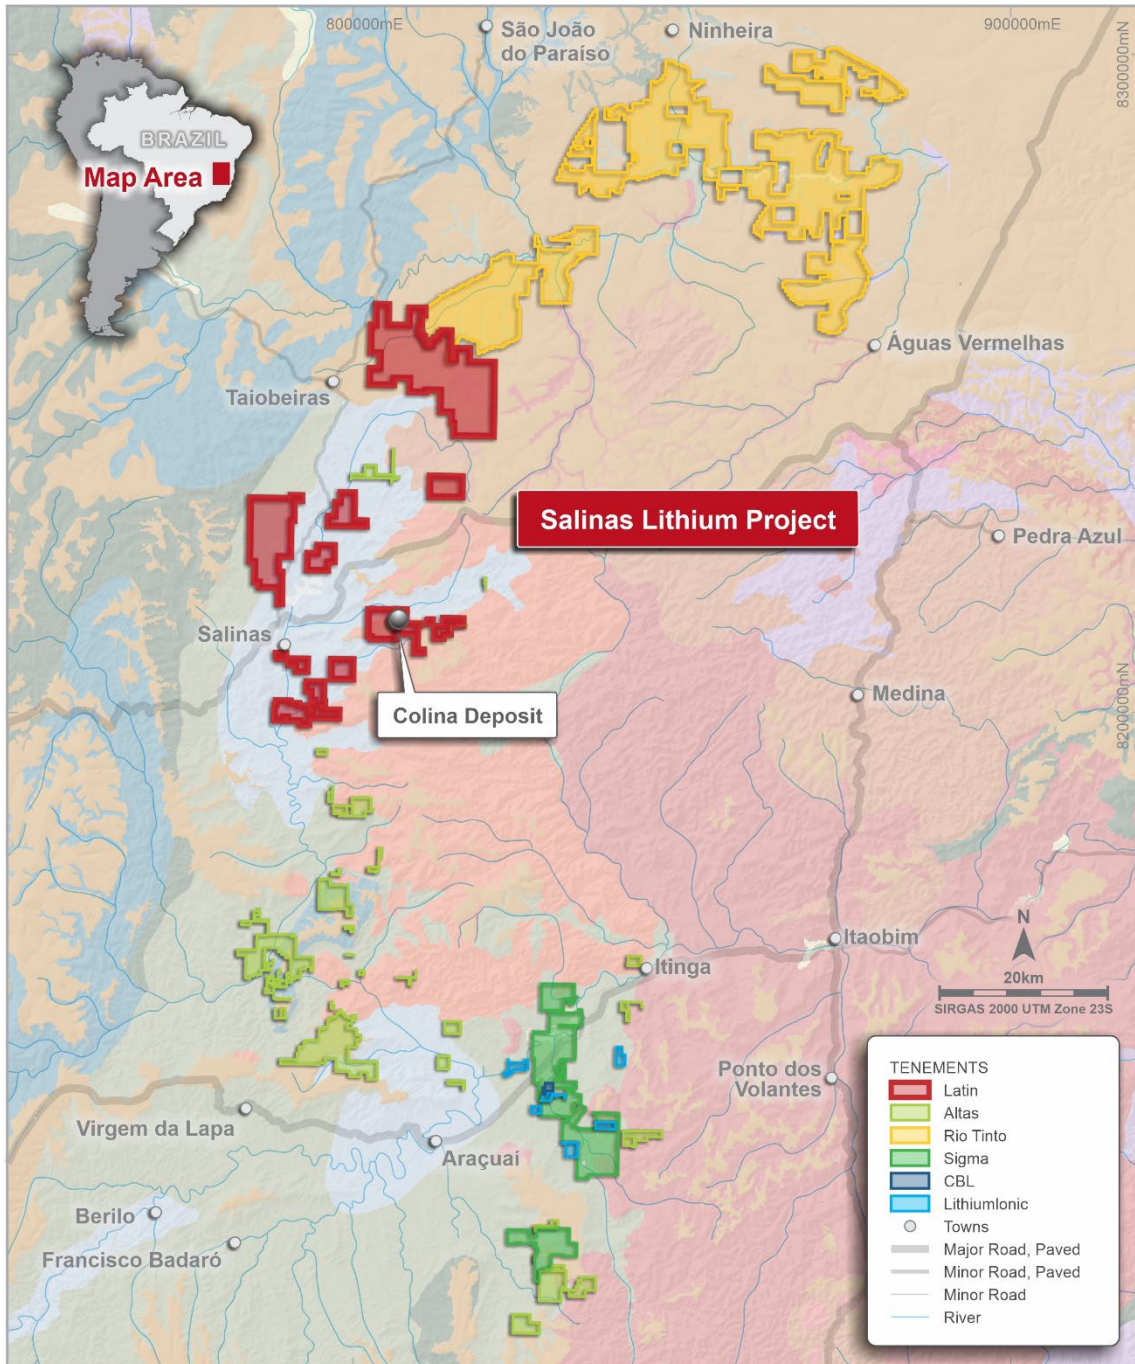 800000mE
900000mE
São João
do Paraíso
Ninheira
8300000mN
BRAZIL
Map Area
Águas Vermelhas
Taiobeiras
Salinas Lithium Project
Pedra Azul
Salinas
Medina
Colina Deposit
8200000mN
Itaobim
Itinga
N
20km
SIRGAS 2000 UTM Zone 23S
Ponto dos
Volantes
Virgem da Lapa
Araçuaí
Berilo
Francisco Badaró
TENEMENTS
Latin
Altas
Rio Tinto
Sigma
CBL
LithiumIonic
Towns
Major Road, Paved
Minor Road, Paved
Minor Road
River